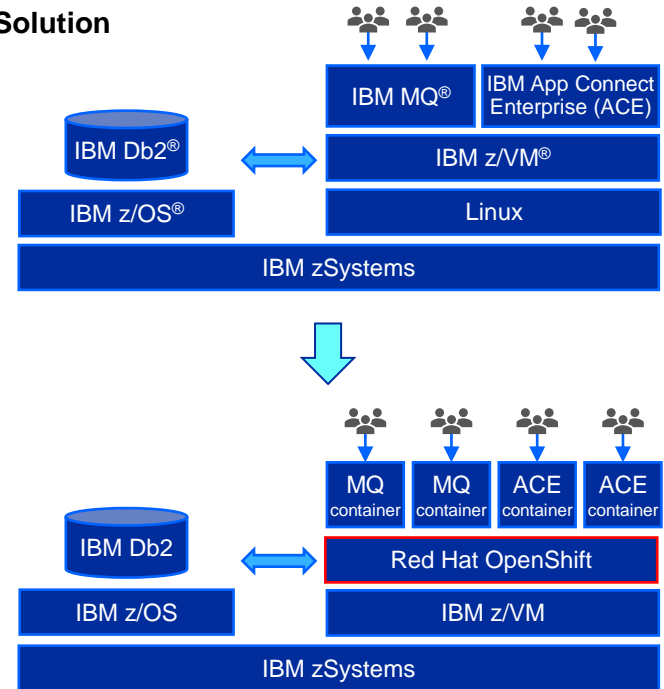 Solution
IBM MQ®
IBM App Connect
Enterprise (ACE)
IBM Db2®
IBM z/VM®
IBM z/OS®
Linux
IBM zSystems
MQ
container
MQ
container
ACE
container
ACE
container
IBM Db2
Red Hat OpenShift
IBM z/OS
IBM z/VM
IBM zSystems